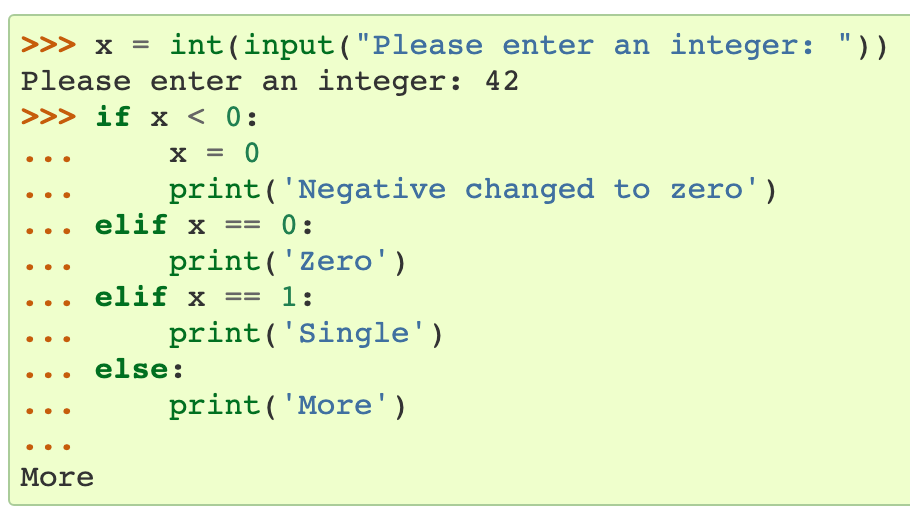 >>> x = int(input("Please enter an integer: "))
Please enter an integer: 42
>>> if x < 0:
...     x = 0
...     print('Negative changed to zero')
... elif x == 0:
...     print('Zero')
... elif x == 1:
...     print('Single')
... else:
...     print('More')
...
More